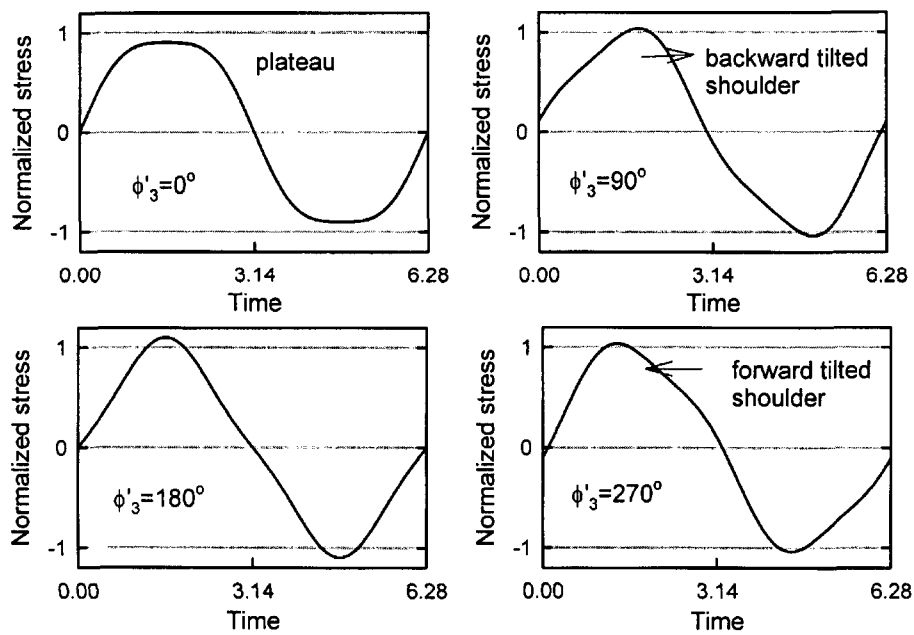 Normalized stress
1
0
-1
plateau
ϕ'₃=0°
0.00 3.14 6.28
Time
Normalized stress
1
0
-1
backward tilted
shoulder
ϕ'₃=90°
0.00 3.14 6.28
Time
Normalized stress
1
0
-1
ϕ'₃=180°
0.00 3.14 6.28
Time
Normalized stress
1
0
-1
forward tilted
shoulder
ϕ'₃=270°
0.00 3.14 6.28
Time